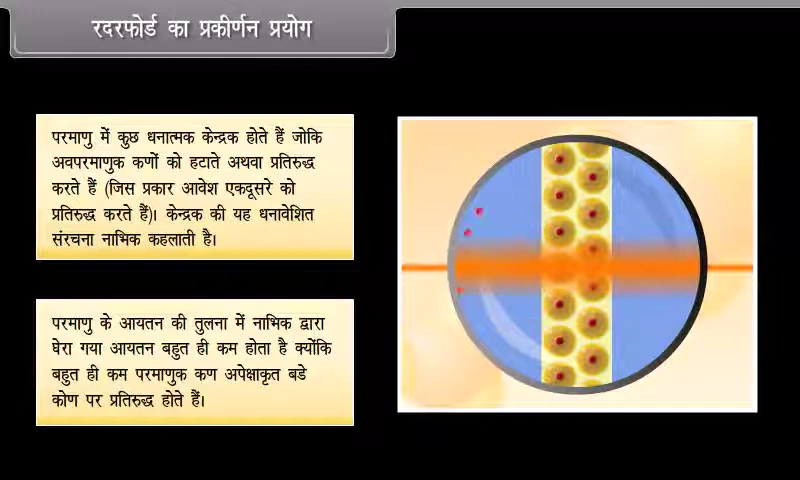 रदरफोर्ड का प्रकीर्णन प्रयोग
परमाणु में कुछ धनात्मक केन्द्रक होते हैं जोकि
अवपरमाणुक कणों को हटाते अथवा प्रतिरुद्ध
करते हैं (जिस प्रकार आवेश एकदूसरे को
प्रतिरुद्ध करते हैं)। केन्द्रक की यह धनावेशित
संरचना नाभिक कहलाती है।
परमाणु के आयतन की तुलना में नाभिक द्वारा
घेरा गया आयतन बहुत ही कम होता है क्योंकि
बहुत ही कम परमाणुक कण अपेक्षाकृत बडे
कोण पर प्रतिरुद्ध होते हैं।